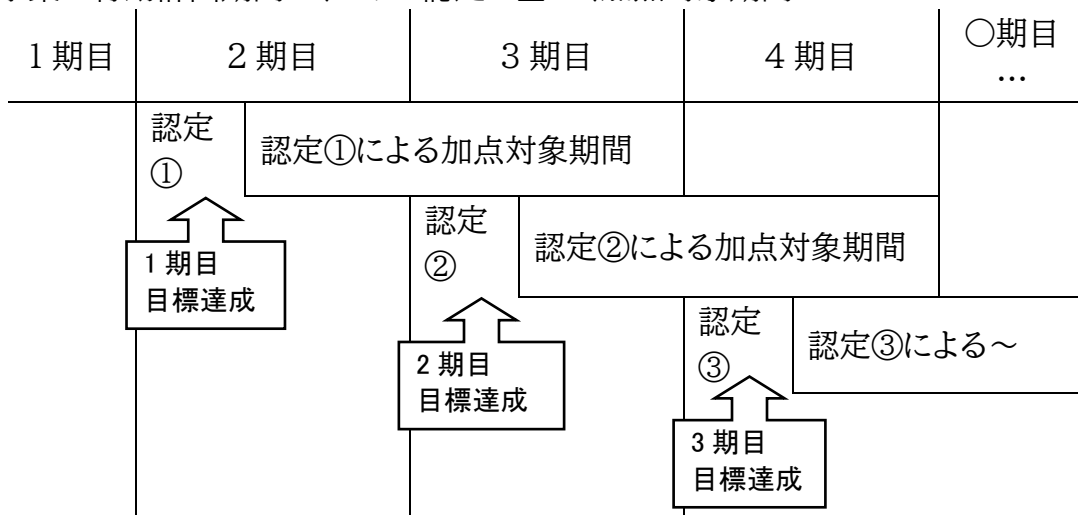 1期目
2期目
3期目
4期目
○期目
…
認定
①
認定①による加点対象期間
1期目
目標達成
認定
②
認定②による加点対象期間
2期目
目標達成
認定
③
認定③による～
3期目
目標達成